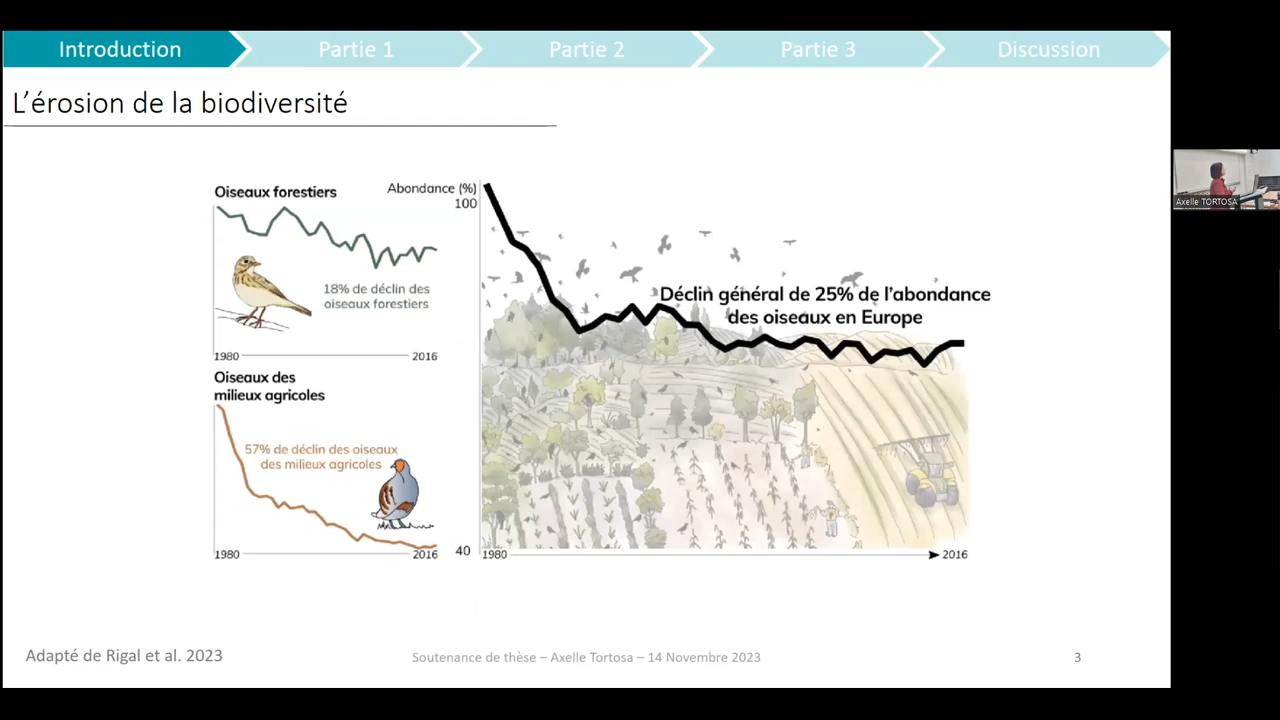 Introduction
Partie 1
Partie 2
Partie 3
Discussion
L’érosion de la biodiversité
Oiseaux forestiers
18% de déclin des
oiseaux forestiers
1980
2016
Oiseaux des
milieux agricoles
57% de déclin des oiseaux
des milieux agricoles
1980
2016
Abondance (%)
100
Déclin général de 25% de l’abondance
des oiseaux en Europe
40
1980
2016
Axelle TORTOSA
Adapté de Rigal et al. 2023
Soutenance de thèse – Axelle Tortosa – 14 Novembre 2023
3